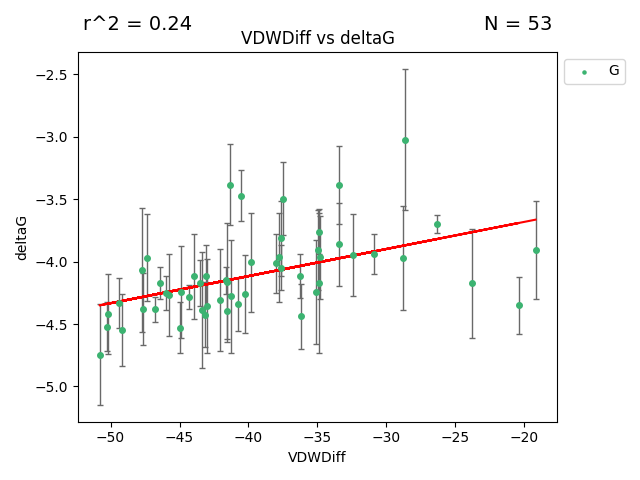 r^2 = 0.24
N = 53
VDWDiff vs deltaG
G
deltaG
−2.5
−3.0
−3.5
−4.0
−4.5
−5.0
−50
−45
−40
−35
−30
−25
−20
VDWDiff